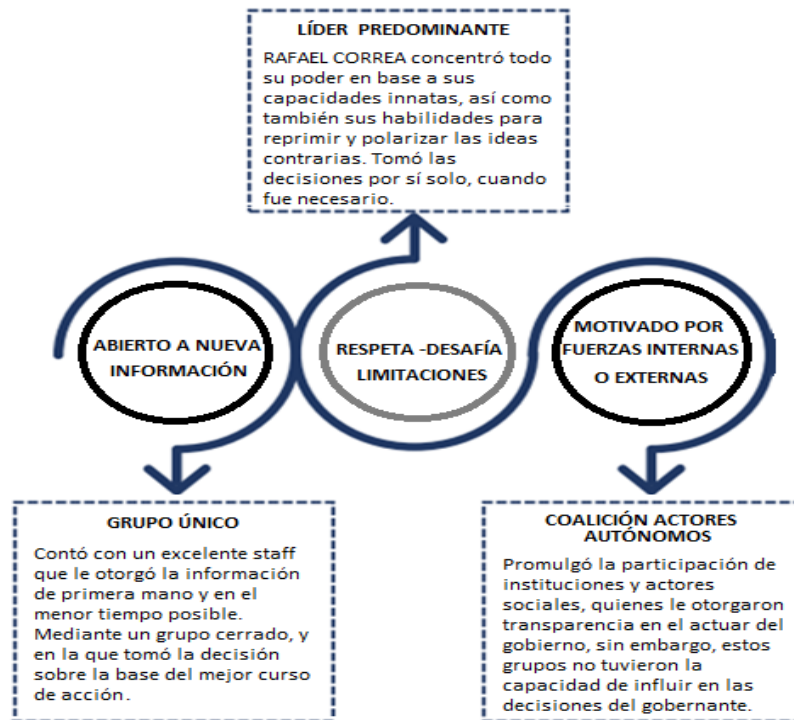 LÍDER PREDOMINANTE
RAFAEL CORREA concentró todo
su poder en base a sus
capacidades innatas, así como
también sus habilidades para
reprimir y polarizar las ideas
contrarias. Tomó las
decisiones por sí solo, cuando
fue necesario.
ABIERTO A NUEVA
INFORMACIÓN
RESPETA -DESAFÍA
LIMITACIONES
MOTIVADO POR
FUERZAS INTERNAS
O EXTERNAS
GRUPO ÚNICO
Contó con un excelente staff
que le otorgó la información
de primera mano y en el
menor tiempo posible.
Mediante un grupo cerrado, y
en la que tomó la decisión
sobre la base del mejor curso
de acción.
COALICIÓN ACTORES
AUTÓNOMOS
Promulgó la participación de
instituciones y actores
sociales, quienes le otorgaron
transparencia en el actuar del
gobierno, sin embargo, estos
grupos no tuvieron la
capacidad de influir en las
decisiones del gobernante.